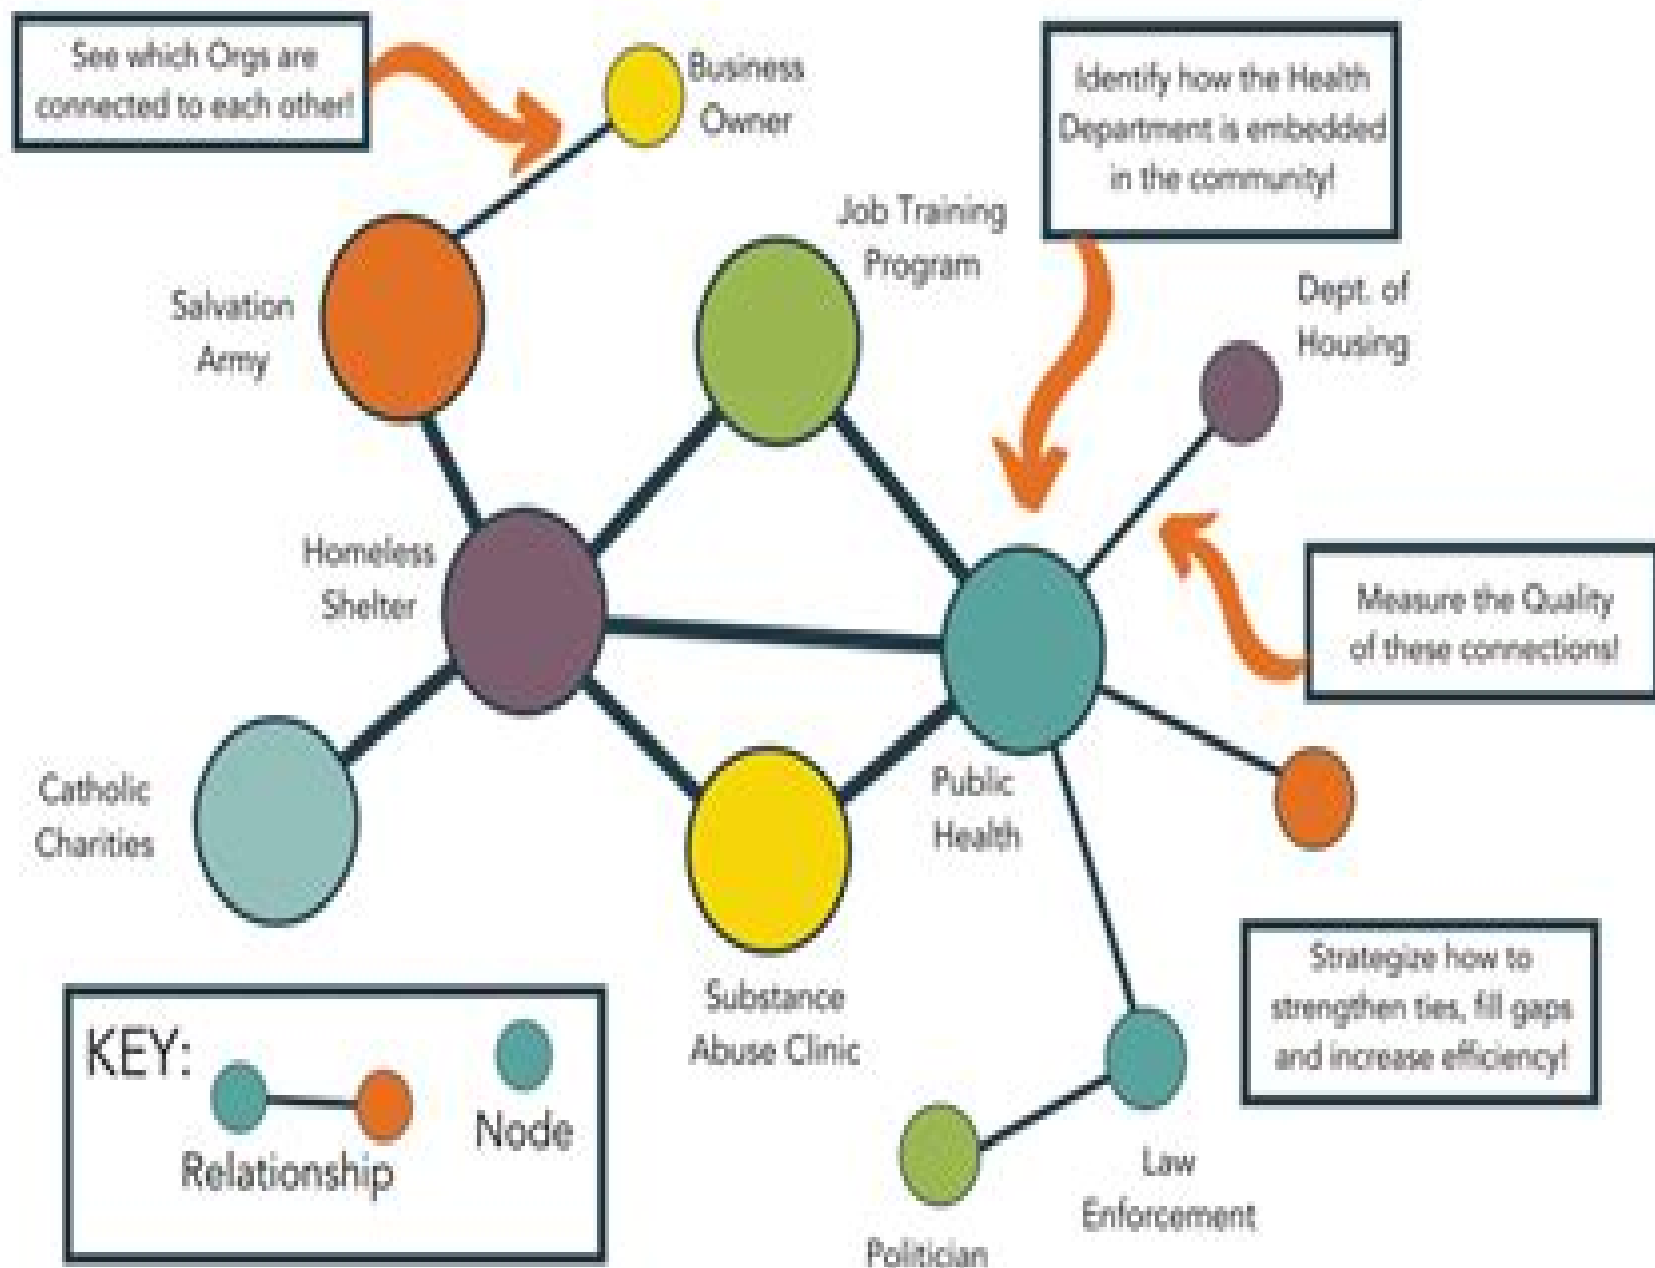 See which Orgs are
connected to each other!
Business
Owner
Identify how the Health
Department is embedded
in the community!
Job Training
Program
Salvation
Army
Dept. of
Housing
Homeless
Shelter
Measure the Quality
of these connections!
Catholic
Charities
Public
Health
Substance
Abuse Clinic
Strategize how to
strengthen ties, fill gaps
and increase efficiency!
KEY:
Relationship
Node
Law
Enforcement
Politician